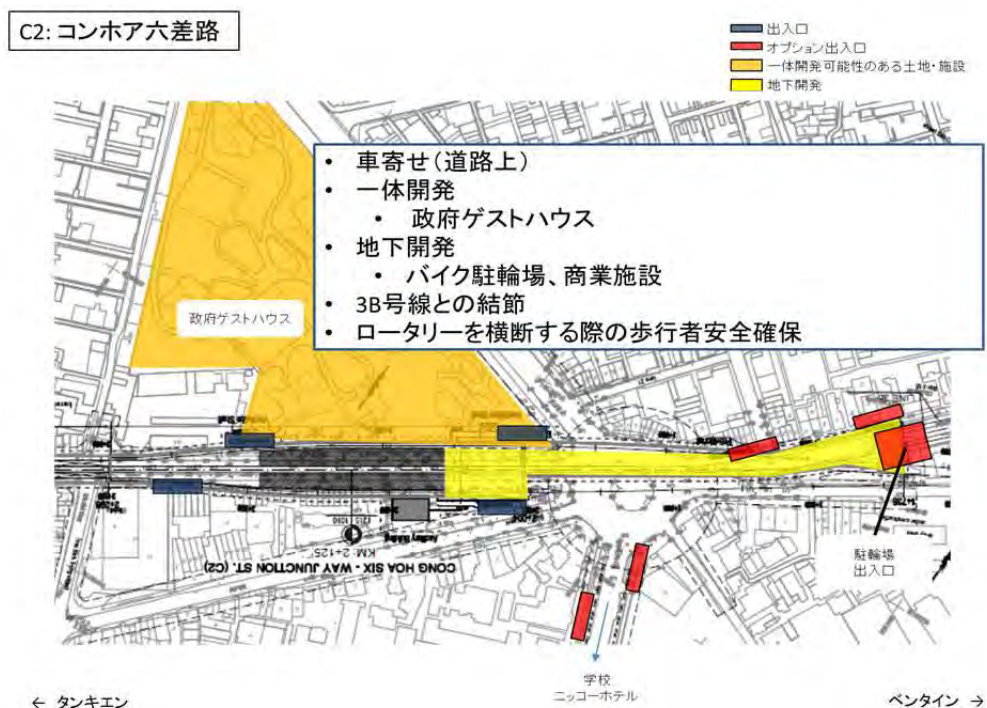 C2: コンホア六差路
出入口
オプション出入口
一体開発可能性のある土地・施設
地下開発
• 車寄せ（道路上）
• 一体開発
• 政府ゲストハウス
• 地下開発
• バイク駐輪場、商業施設
• 3B号線との結節
• ロータリーを横断する際の歩行者安全確保
政府ゲストハウス
Ancillary Building
KM 2+125
CONG HOA SIX - WAY JUNCTION ST. (C2)
駐輪場
出入口
学校
ニッコーホテル
← タンキエン
ベンタイン →